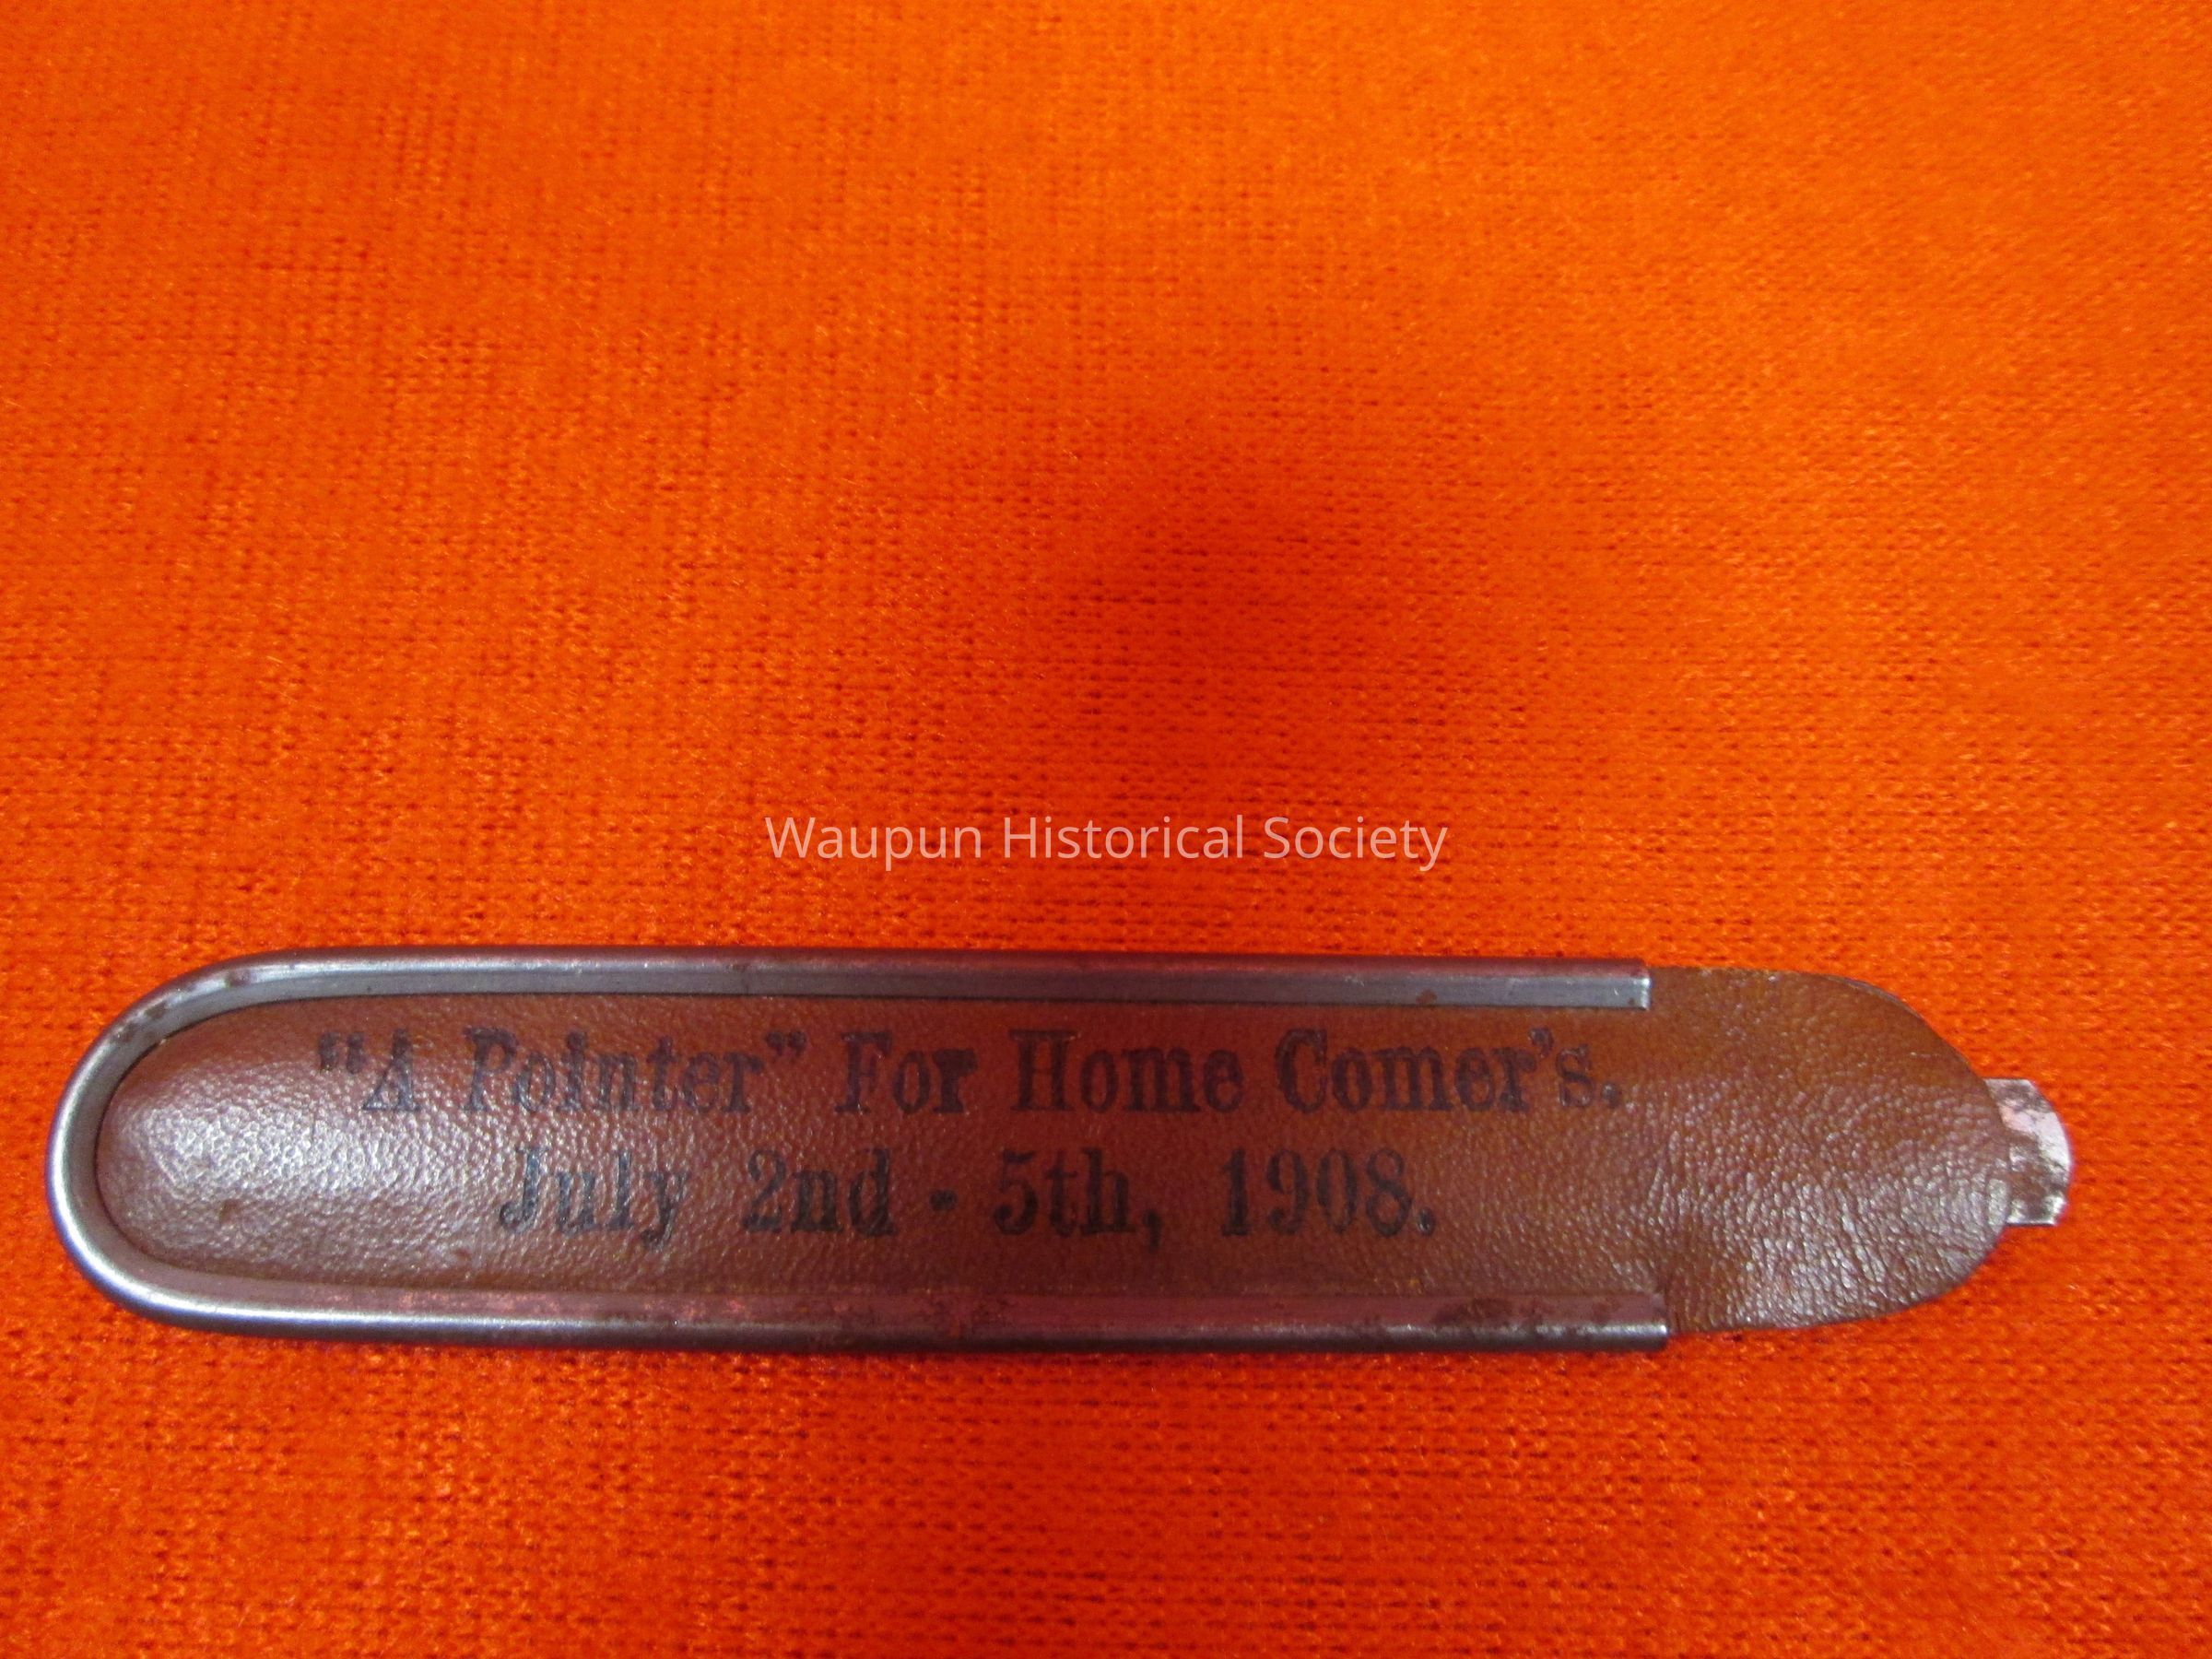 Waupun Historical Society
"A Pointer" For Home Comer's.
July 2nd - 5th, 1908.